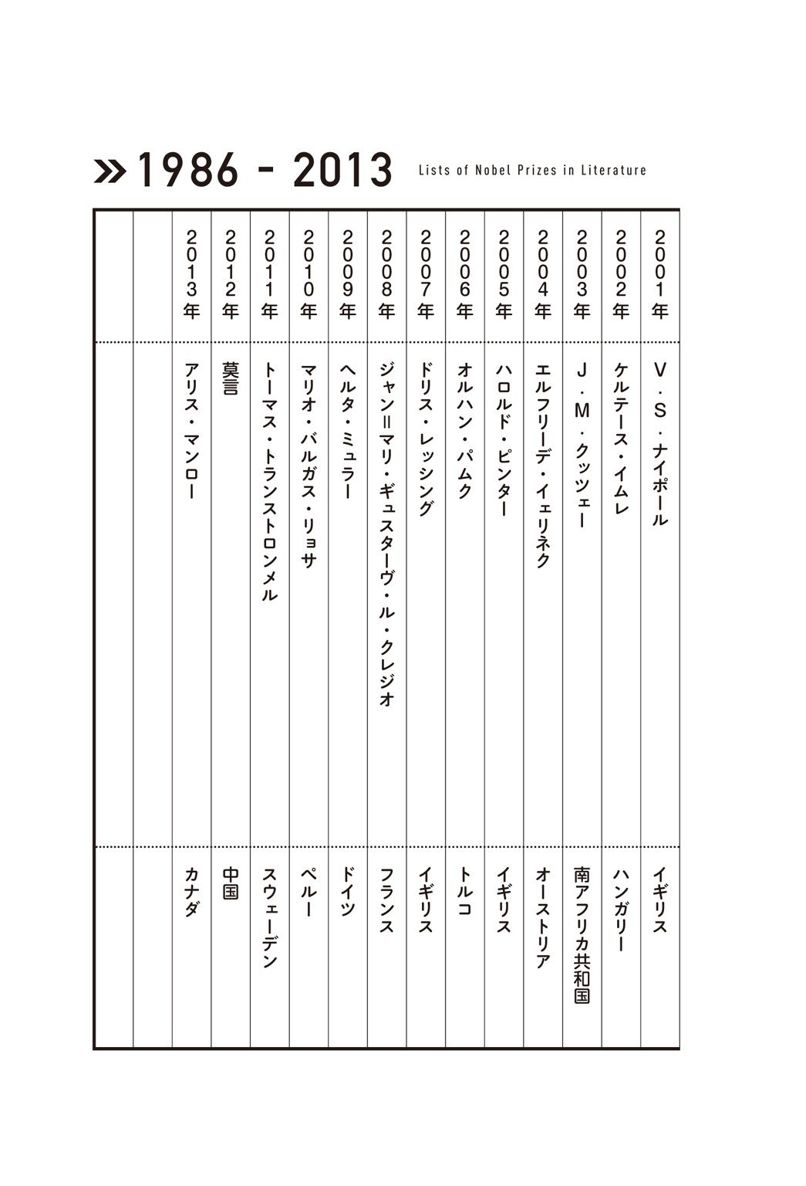 1986 - 2013
Lists of Nobel Prizes in Literature
2001年 V.S.ナイポール イギリス
2002年 ケルテース・イムレ ハンガリー
2003年 J.M.クッツェー 南アフリカ共和国
2004年 エルフリーデ・イェリネク オーストリア
2005年 ハロルド・ピンター イギリス
2006年 オルハン・パムク トルコ
2007年 ドリス・レッシング イギリス
2008年 ジャン=マリ・ギュスターヴ・ル・クレジオ フランス
2009年 ヘルタ・ミュラー ドイツ
2010年 マリオ・バルガス・リョサ ペルー
2011年 トーマス・トランストロンメル スウェーデン
2012年 莫言 中国
2013年 アリス・マンロー カナダ